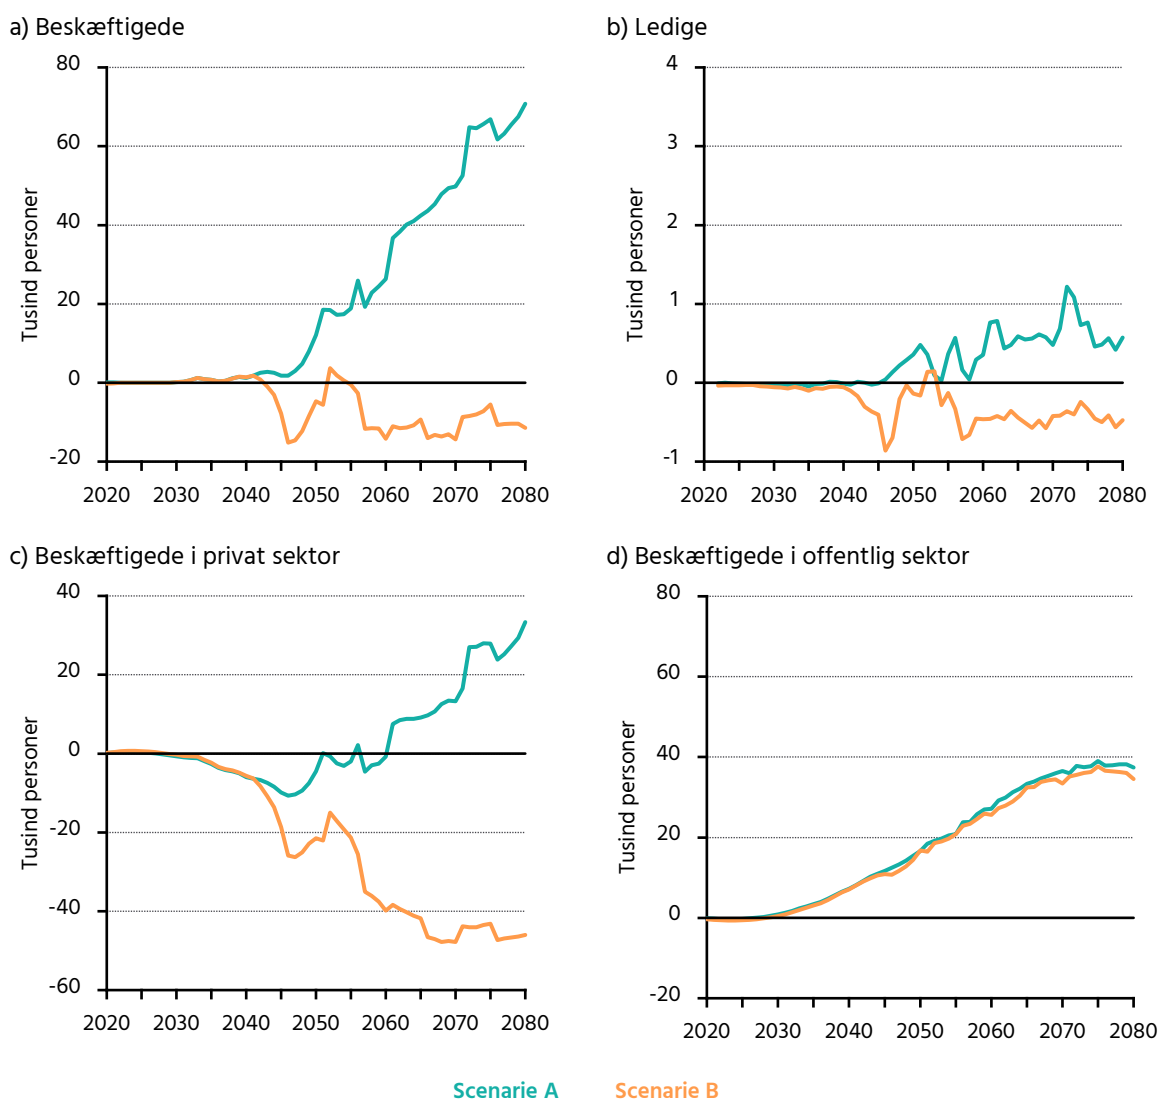 a) Beskæftigede
Tusind personer
80
60
40
20
0
-20
2020 2030 2040 2050 2060 2070 2080
b) Ledige
Tusind personer
4
3
2
1
0
-1
2020 2030 2040 2050 2060 2070 2080
c) Beskæftigede i privat sektor
Tusind personer
40
20
0
-20
-40
-60
2020 2030 2040 2050 2060 2070 2080
d) Beskæftigede i offentlig sektor
Tusind personer
80
60
40
20
0
-20
2020 2030 2040 2050 2060 2070 2080
Scenarie A Scenarie B